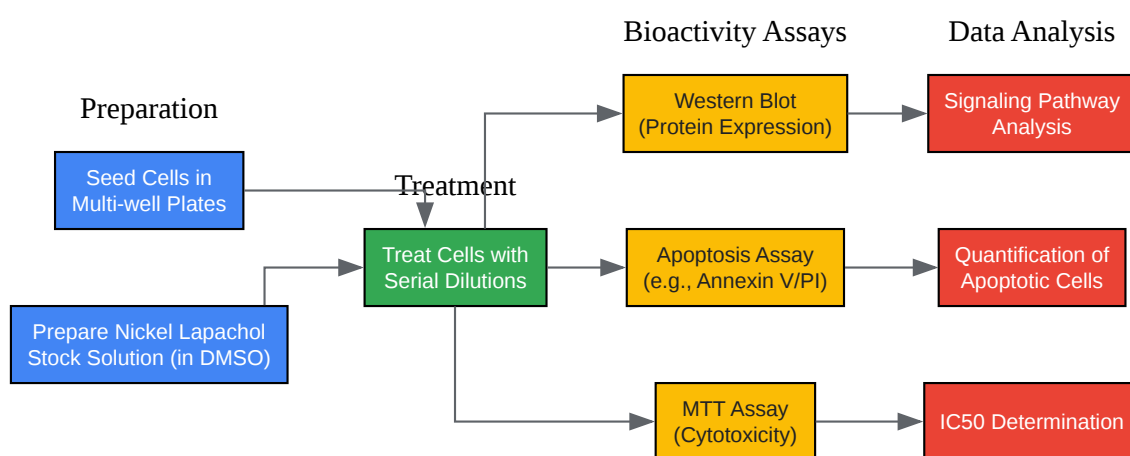 Preparation
Seed Cells in
Multi-well Plates
Prepare Nickel Lapachol
Stock Solution (in DMSO)
Treatment
Treat Cells with
Serial Dilutions
Bioactivity Assays
Western Blot
(Protein Expression)
Apoptosis Assay
(e.g., Annexin V/PI)
MTT Assay
(Cytotoxicity)
Data Analysis
Signaling Pathway
Analysis
Quantification of
Apoptotic Cells
IC50 Determination